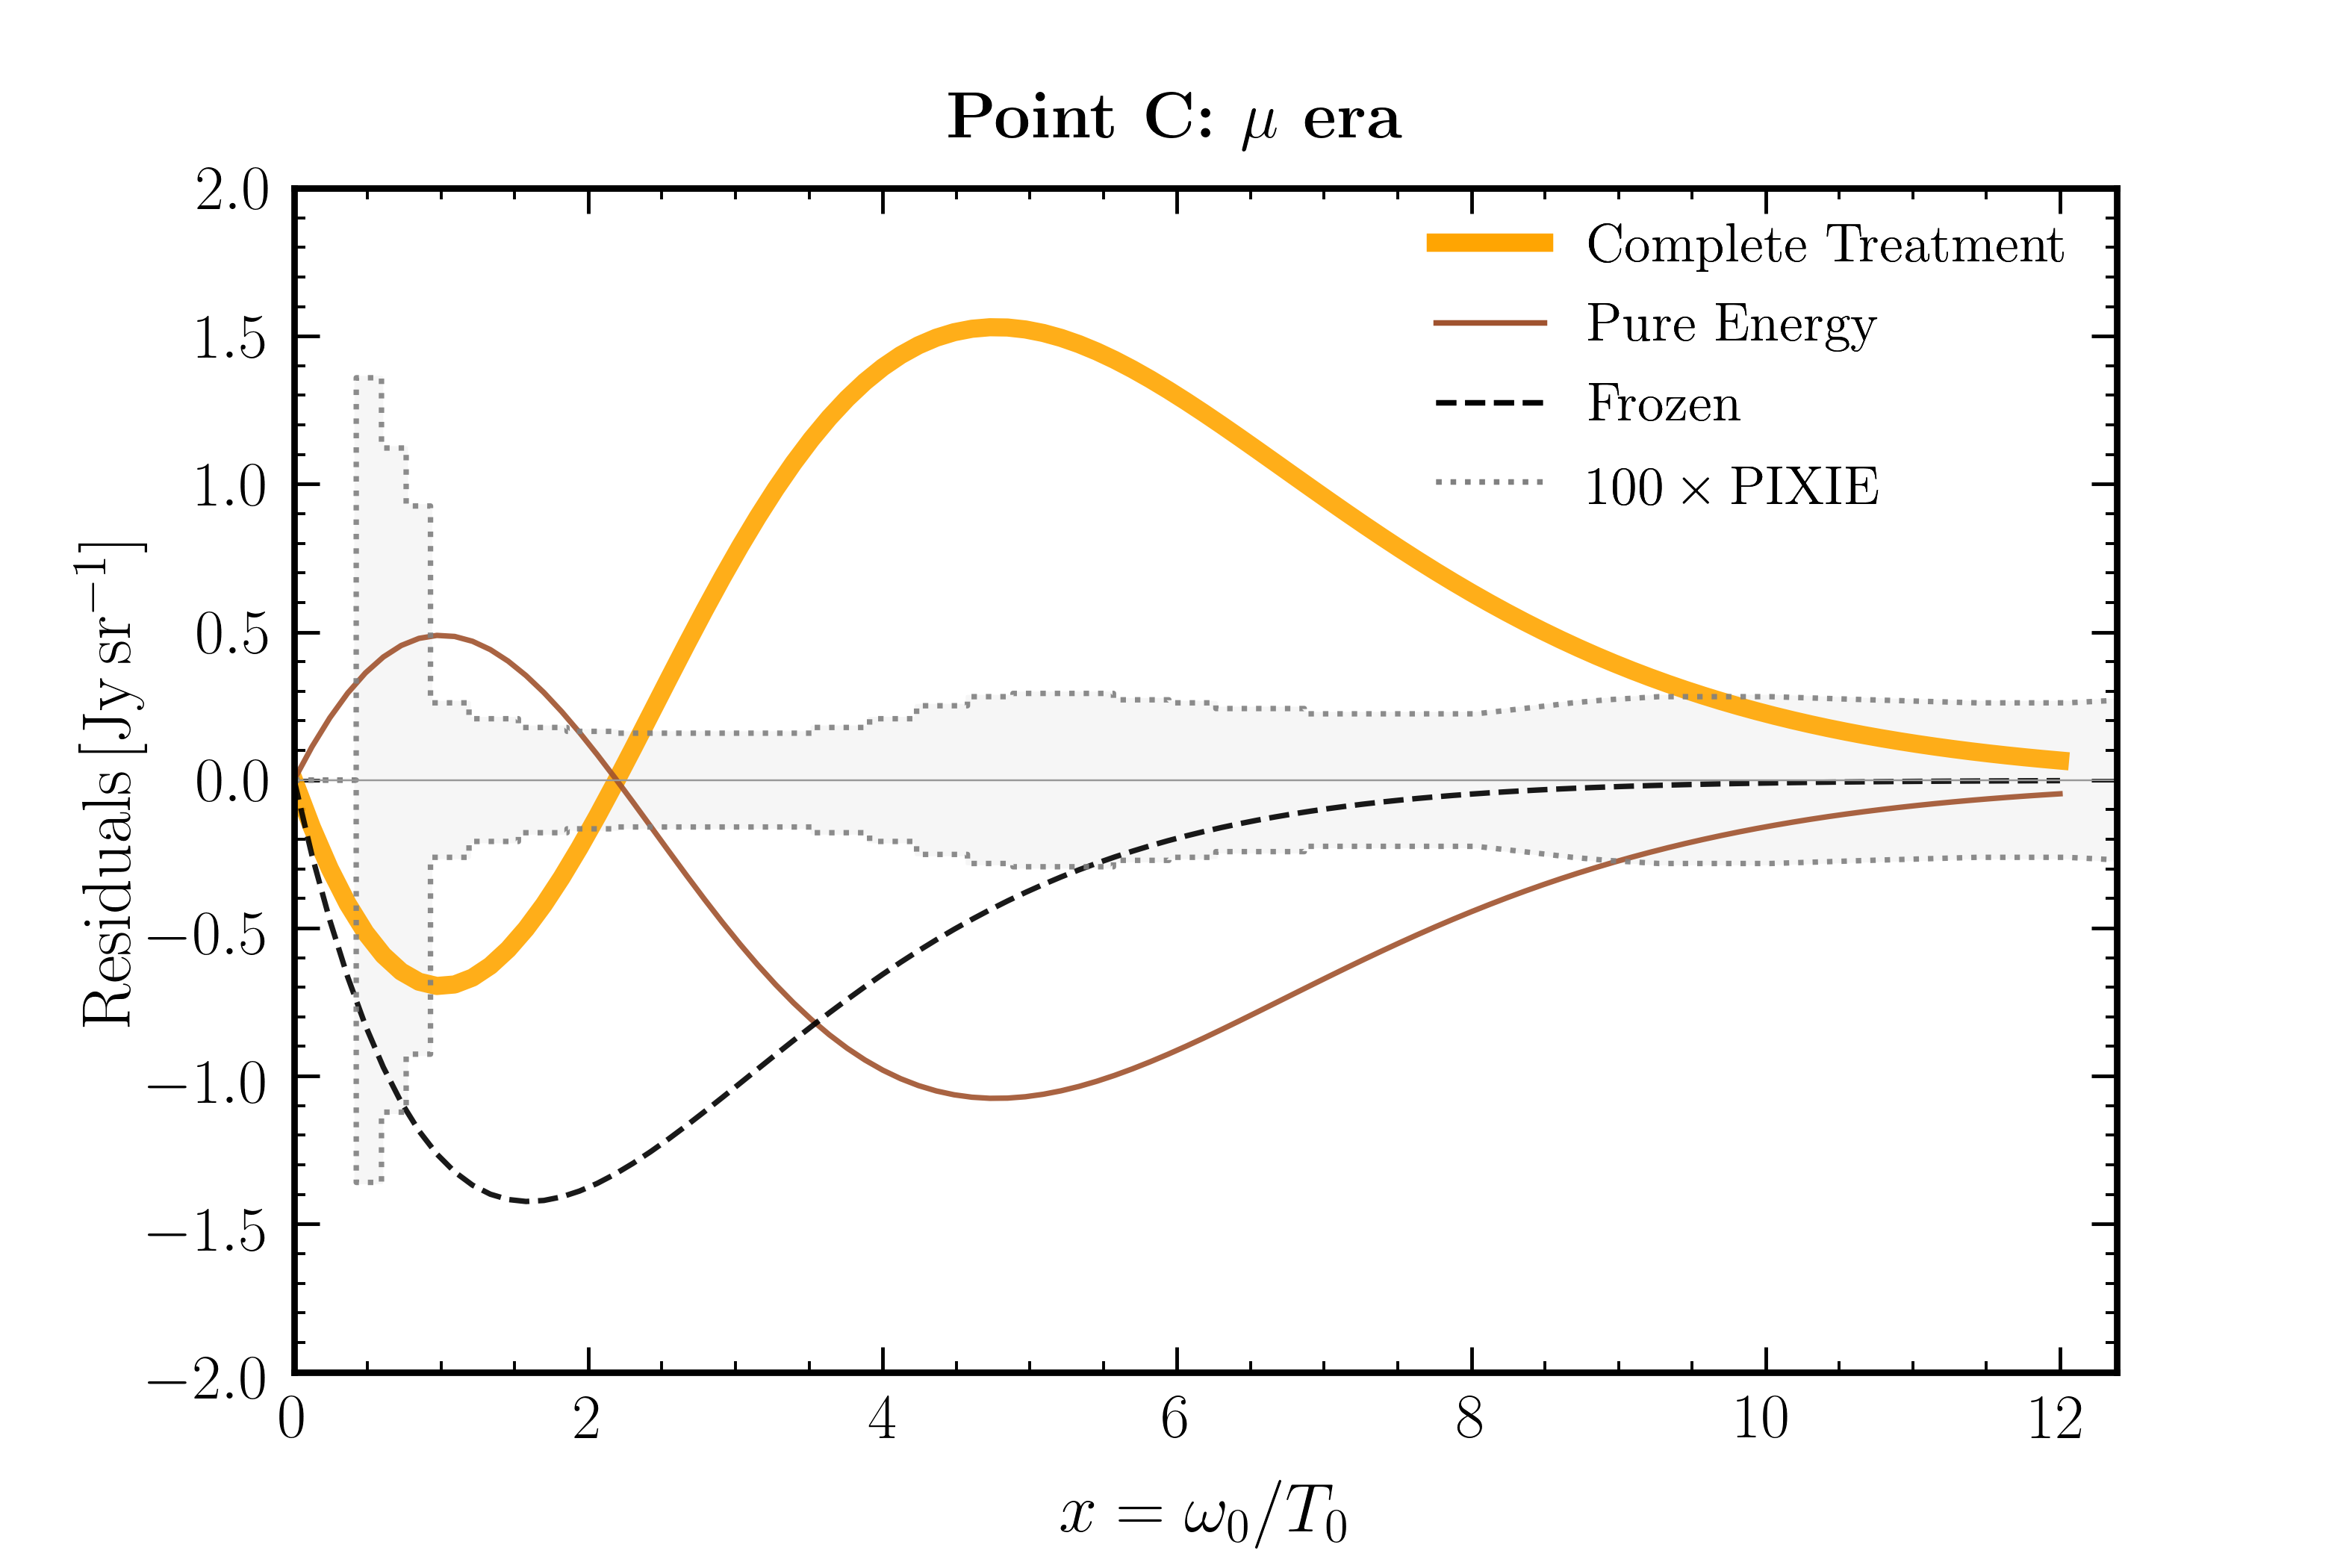 Point C: μ era
2.0
1.5
1.0
0.5
0.0
−0.5
−1.0
−1.5
−2.0
Residuals [Jy sr⁻¹]
Complete Treatment
Pure Energy
Frozen
100 × PIXIE
0 2 4 6 8 10 12
x = ω₀/T₀